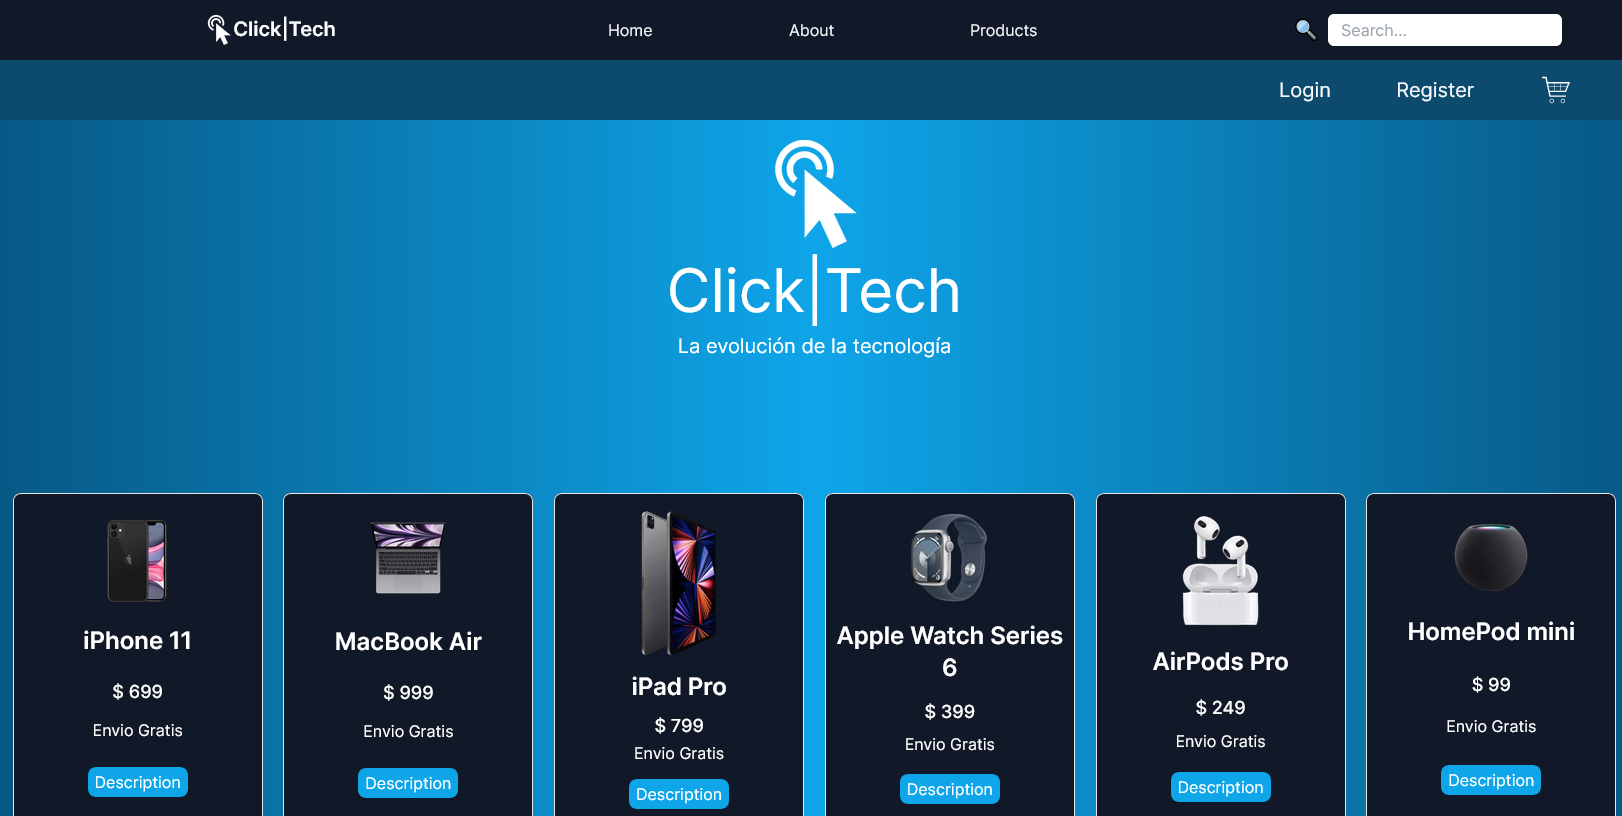 Click|Tech
Home
About
Products
Search...
Login
Register
Click|Tech
La evolución de la tecnología
iPhone 11
$ 699
Envio Gratis
Description
MacBook Air
$ 999
Envio Gratis
Description
iPad Pro
$ 799
Envio Gratis
Description
Apple Watch Series
6
$ 399
Envio Gratis
Description
AirPods Pro
$ 249
Envio Gratis
Description
HomePod mini
$ 99
Envio Gratis
Description